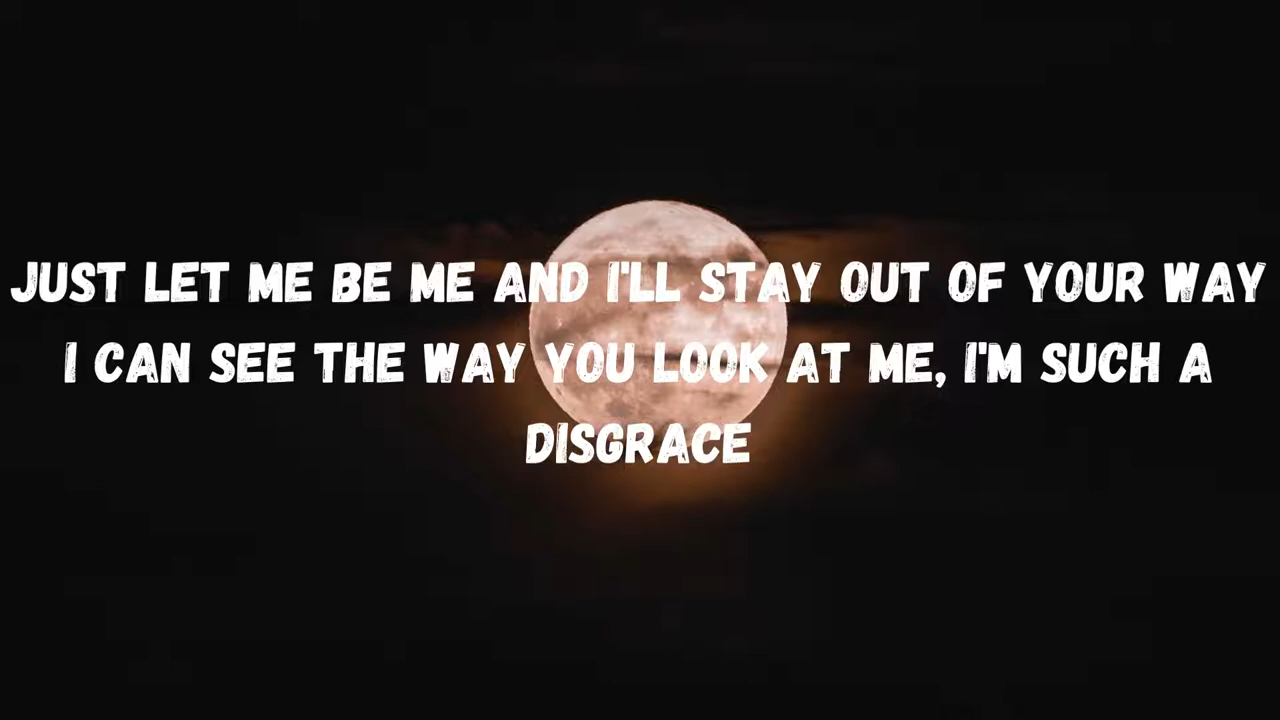 JUST LET ME BE ME AND I'LL STAY OUT OF YOUR WAY
I CAN SEE THE WAY YOU LOOK AT ME, I'M SUCH A
DISGRACE